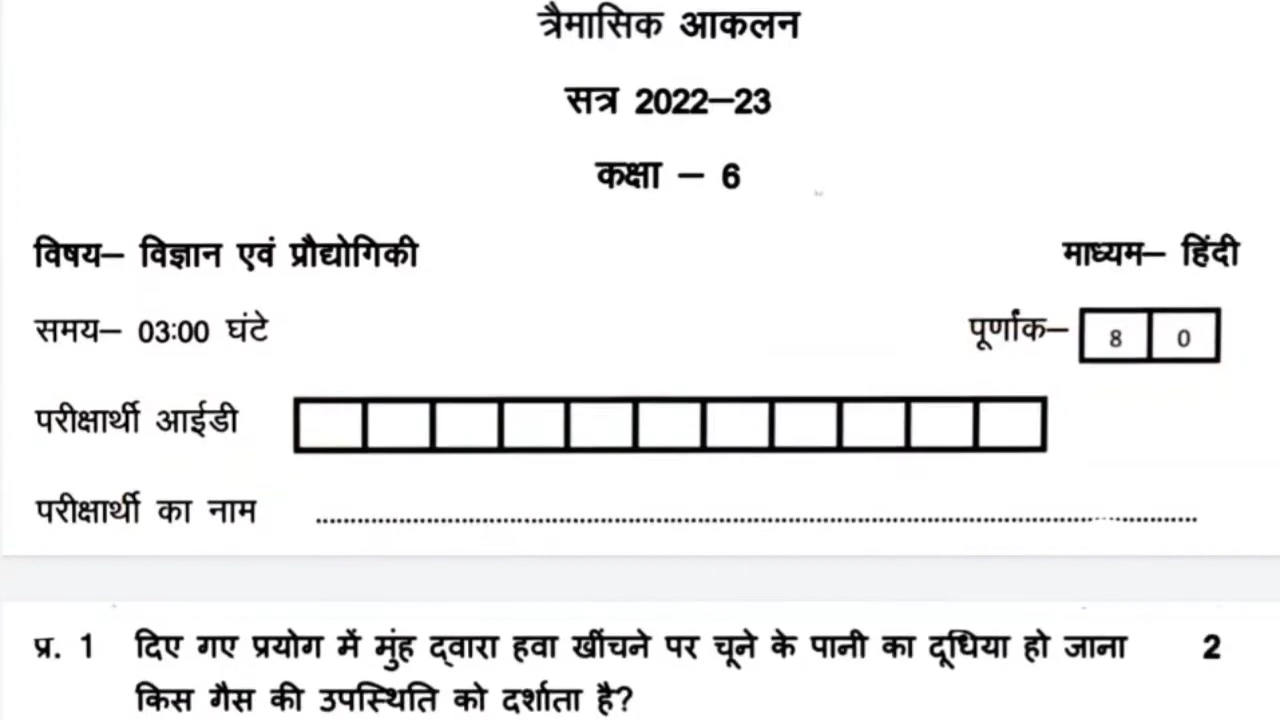 त्रैमासिक आकलन
सत्र 2022–23
कक्षा – 6
विषय– विज्ञान एवं प्रौद्योगिकी माध्यम– हिंदी
समय– 03:00 घंटे पूर्णांक– 8 0
परीक्षार्थी आईडी
परीक्षार्थी का नाम ........................................
प्र. 1 दिए गए प्रयोग में मुंह द्वारा हवा खींचने पर चूने के पानी का दूधिया हो जाना 2
किस गैस की उपस्थिति को दर्शाता है?